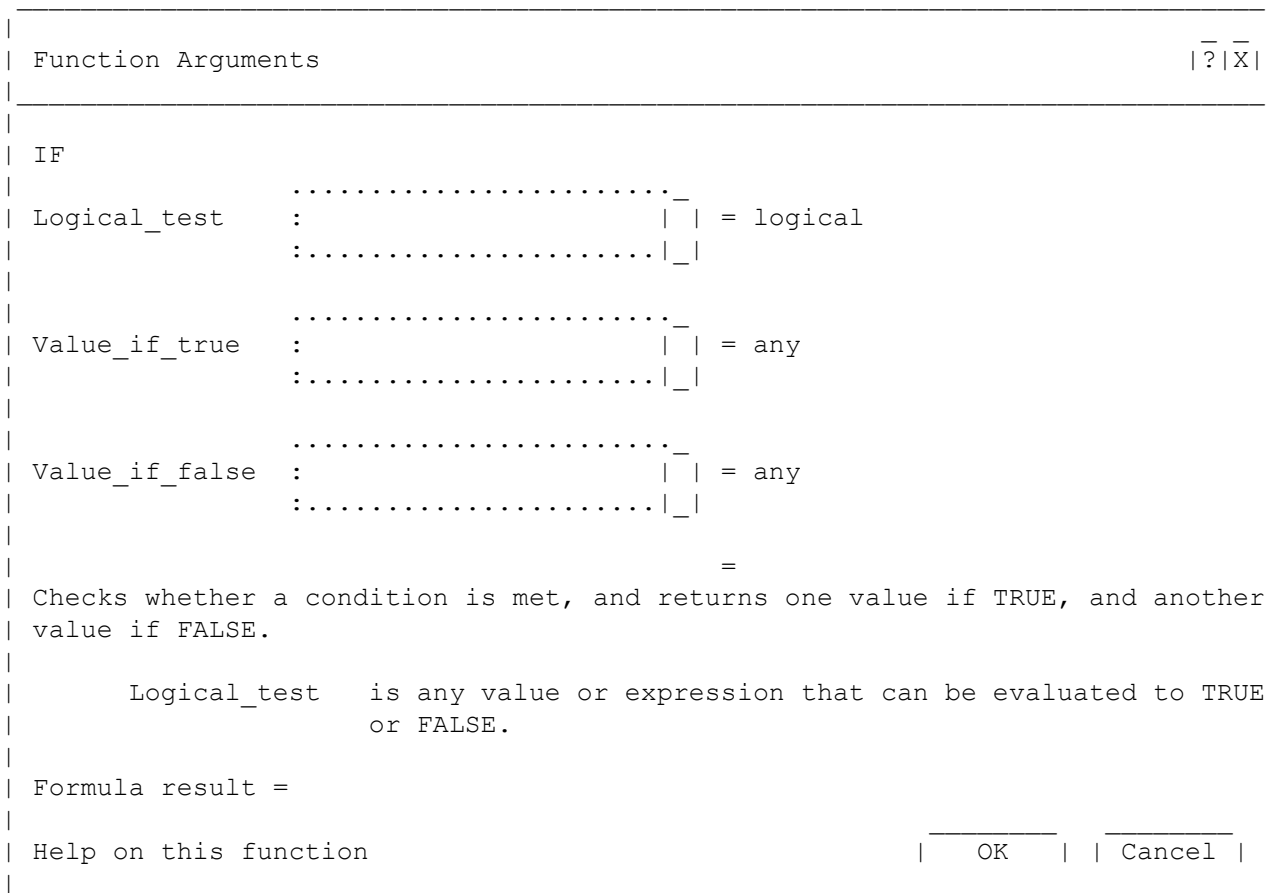 Function Arguments |?|X|
IF
Logical_test = logical
Value_if_true = any
Value_if_false = any
=
Checks whether a condition is met, and returns one value if TRUE, and another
value if FALSE.
Logical_test is any value or expression that can be evaluated to TRUE
or FALSE.
Formula result =
Help on this function | OK | | Cancel |